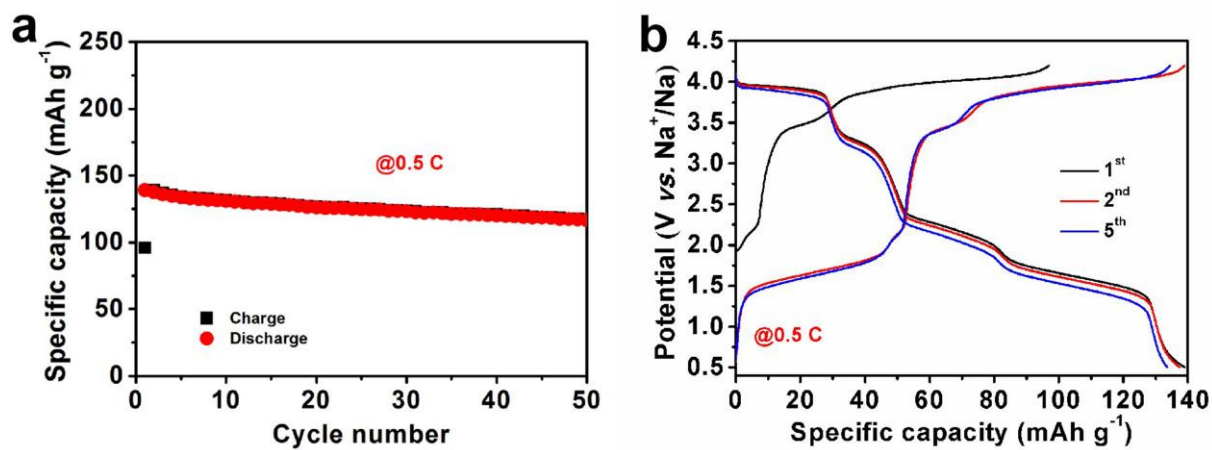 a
250
200
150
100
50
0
Specific capacity (mAh g⁻¹)
@0.5 C
Charge
Discharge
0 10 20 30 40 50
Cycle number
b
4.5
4.0
3.5
3.0
2.5
2.0
1.5
1.0
0.5
Potential (V vs. Na⁺/Na)
1ˢᵗ
2ⁿᵈ
5ᵗʰ
@0.5 C
0 20 40 60 80 100 120 140
Specific capacity (mAh g⁻¹)